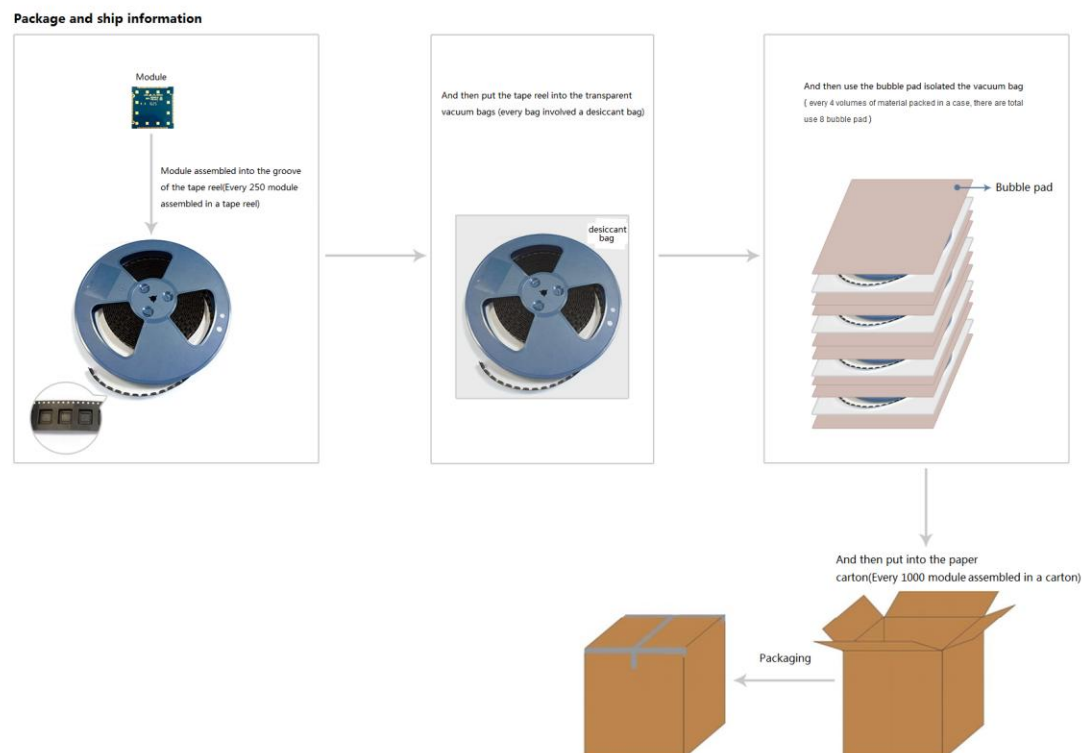 Package and ship information
Module
Module assembled into the groove
of the tape reel(Every 250 module
assembled in a tape reel)
And then put the tape reel into the transparent
vacuum bags (every bag involved a desiccant bag)
desiccant
bag
And then use the bubble pad isolated the vacuum bag
( every 4 volumes of material packed in a case, there are total
use 8 bubble pad )
Bubble pad
And then put into the paper
carton(Every 1000 module assembled in a carton)
Packaging